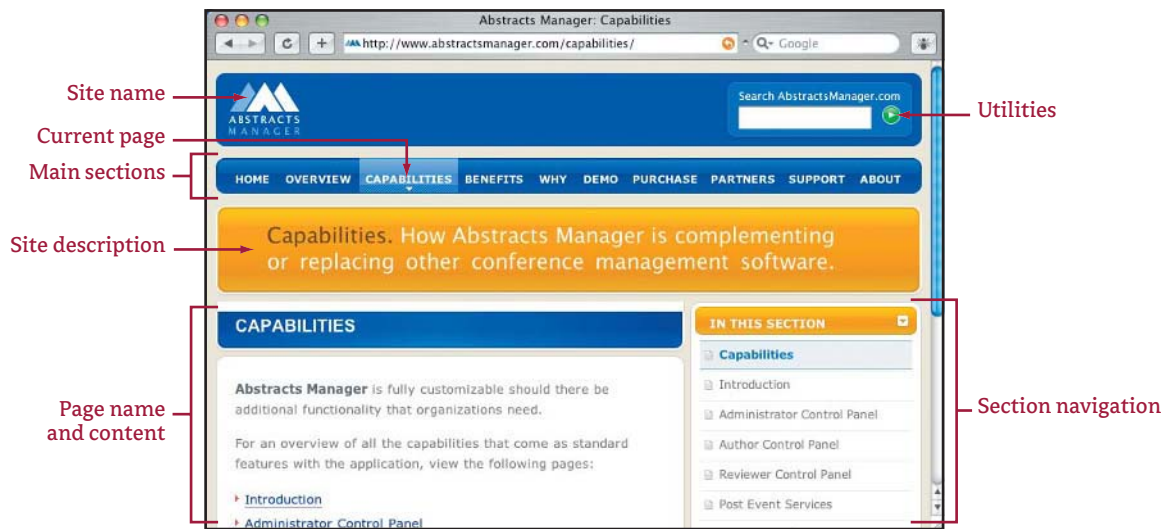 Abstracts Manager: Capabilities
http://www.abstractsmanager.com/capabilities/
Google
Site name
ABSTRACTS
MANAGER
Search AbstractsManager.com
Utilities
Current page
Main sections
HOME OVERVIEW CAPABILITIES BENEFITS WHY DEMO PURCHASE PARTNERS SUPPORT ABOUT
Site description
Capabilities. How Abstracts Manager is complementing
or replacing other conference management software.
Page name
and content
CAPABILITIES
Abstracts Manager is fully customizable should there be
additional functionality that organizations need.
For an overview of all the capabilities that come as standard
features with the application, view the following pages:
Introduction
Administrator Control Panel
IN THIS SECTION
Capabilities
Introduction
Administrator Control Panel
Author Control Panel
Reviewer Control Panel
Post Event Services
Section navigation